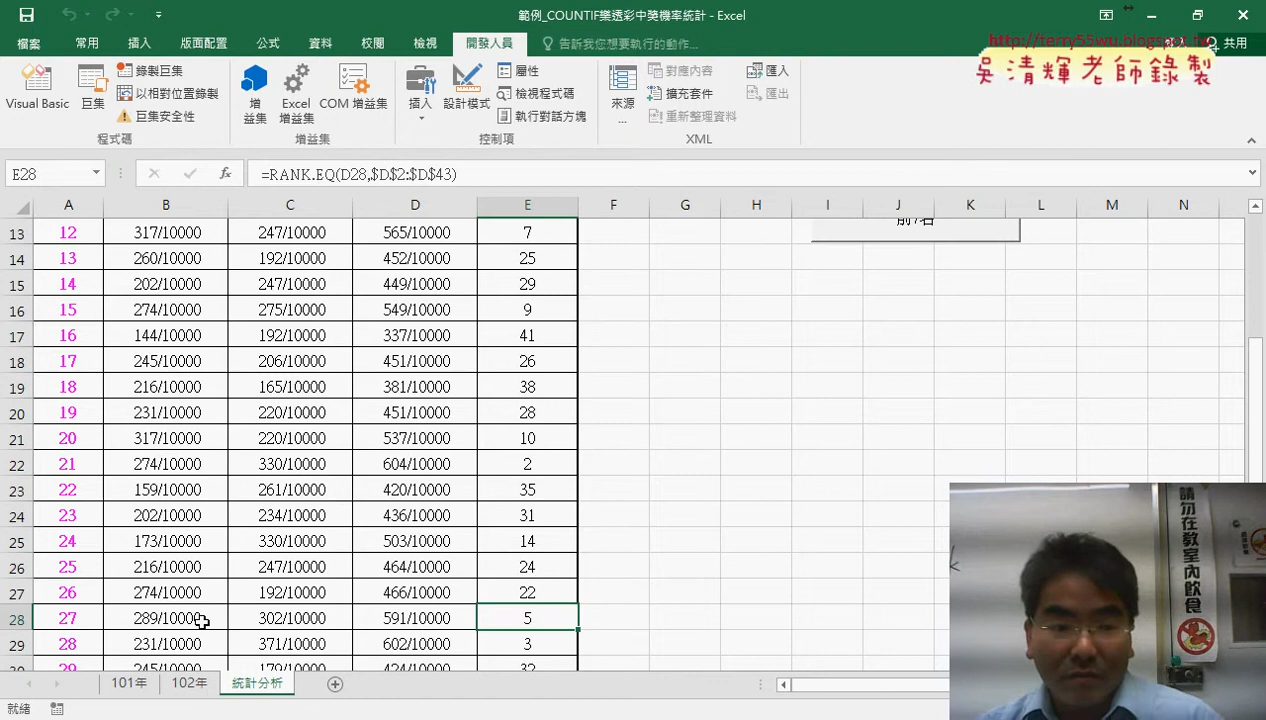 範例_COUNTIF樂透彩中獎機率統計 - Excel
http://terry55wu.blogspot.tw
吳清輝老師錄製
檔案 常用 插入 版面配置 公式 資料 校閱 檢視 開發人員 告訴我您想要執行的動作... 共用
Visual Basic 巨集 錄製巨集 以相對位置錄製 巨集安全性 程式碼
增益集 Excel 增益集 COM 增益集 增益集
插入 設計模式 屬性 檢視程式碼 執行對話方塊 控制項
來源... 對應內容 擴充套件 重新整理資料 匯入 匯出 XML
E28 fx =RANK.EQ(D28,$D$2:$D$43)
A B C D E F G H I J K L M N
13 12 317/10000 247/10000 565/10000 7 前7名
14 13 260/10000 192/10000 452/10000 25
15 14 202/10000 247/10000 449/10000 29
16 15 274/10000 275/10000 549/10000 9
17 16 144/10000 192/10000 337/10000 41
18 17 245/10000 206/10000 451/10000 26
19 18 216/10000 165/10000 381/10000 38
20 19 231/10000 220/10000 451/10000 28
21 20 317/10000 220/10000 537/10000 10
22 21 274/10000 330/10000 604/10000 2
23 22 159/10000 261/10000 420/10000 35
24 23 202/10000 234/10000 436/10000 31
25 24 173/10000 330/10000 503/10000 14
26 25 216/10000 247/10000 464/10000 24
27 26 274/10000 192/10000 466/10000 22
28 27 289/10000 302/10000 591/10000 5
29 28 231/10000 371/10000 602/10000 3
30 29 245/10000 179/10000 424/10000 32
請勿在教室內飲食
101年 102年 統計分析
就緒